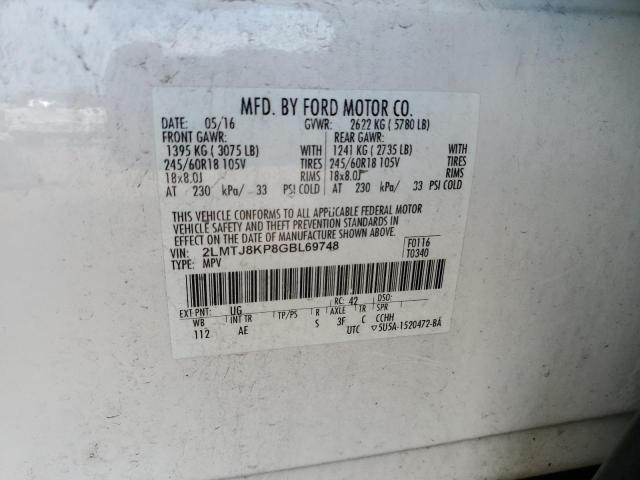 MFD. BY FORD MOTOR CO.
DATE: 05/16 GVWR: 2622 KG ( 5780 LB)
FRONT GAWR: REAR GAWR:
1395 KG ( 3075 LB) WITH 1241 KG ( 2735 LB) WITH
245/60R18 105V TIRES 245/60R18 105V TIRES
18x8.0J RIMS 18x8.0J RIMS
AT 230 kPa/ 33 PSI COLD AT 230 kPa/ 33 PSI COLD
THIS VEHICLE CONFORMS TO ALL APPLICABLE FEDERAL MOTOR
VEHICLE SAFETY AND THEFT PREVENTION STANDARDS IN
EFFECT ON THE DATE OF MANUFACTURE SHOWN ABOVE.
VIN: 2LMTJ8KP8GBL69748 F0116
TYPE: MPV T0340
EXT PNT: UG RC: 42 DSO:
WB INT TR TP/PS R AXLE TR SPR
112 AE S 3F C CCHH
UTC 5U5A-1520472-BA